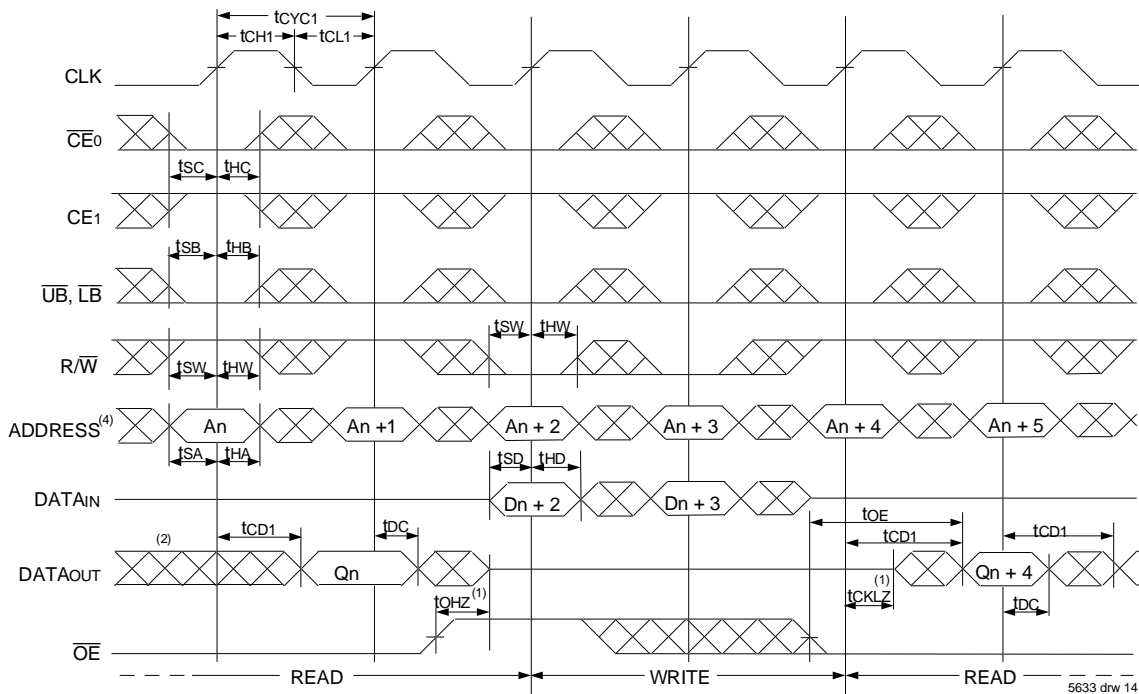 tCYC1
tCH1 tCL1
CLK
CE0
tSC tHC
CE1
tSB tHB
UB, LB
tSW tHW
R/W
tSW tHW
ADDRESS(4) An An +1 An + 2 An + 3 An + 4 An + 5
tSA tHA tSD tHD
DATAIN Dn + 2 Dn + 3
tOE
(2) tCD1 tDC tCD1 tCD1
DATAOUT Qn Qn + 4
tOHZ(1) tCKLZ(1) tDC
OE
READ WRITE READ
5633 drw 14